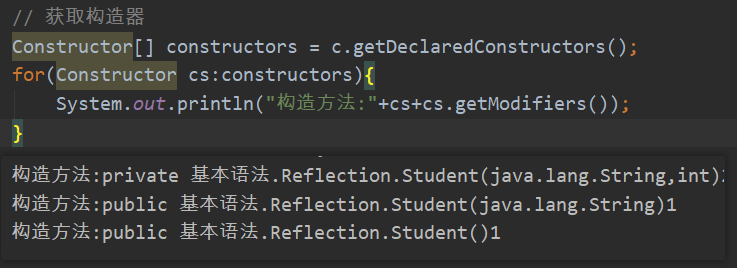 // 获取构造器
Constructor[] constructors = c.getDeclaredConstructors();
for(Constructor cs:constructors){
System.out.println("构造方法:"+cs+cs.getModifiers());
}
构造方法:private 基本语法.Reflection.Student(java.lang.String,int)
构造方法:public 基本语法.Reflection.Student(java.lang.String)1
构造方法:public 基本语法.Reflection.Student()1